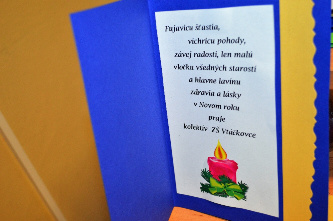 Fujavicu šťastia,
víchricu pohody,
závej radosti, len malú
vločku všedných starostí
a hlavne lavínu
zdravia a lásky
v Novom roku
praje
kolektív ZŠ Vtáčkovce